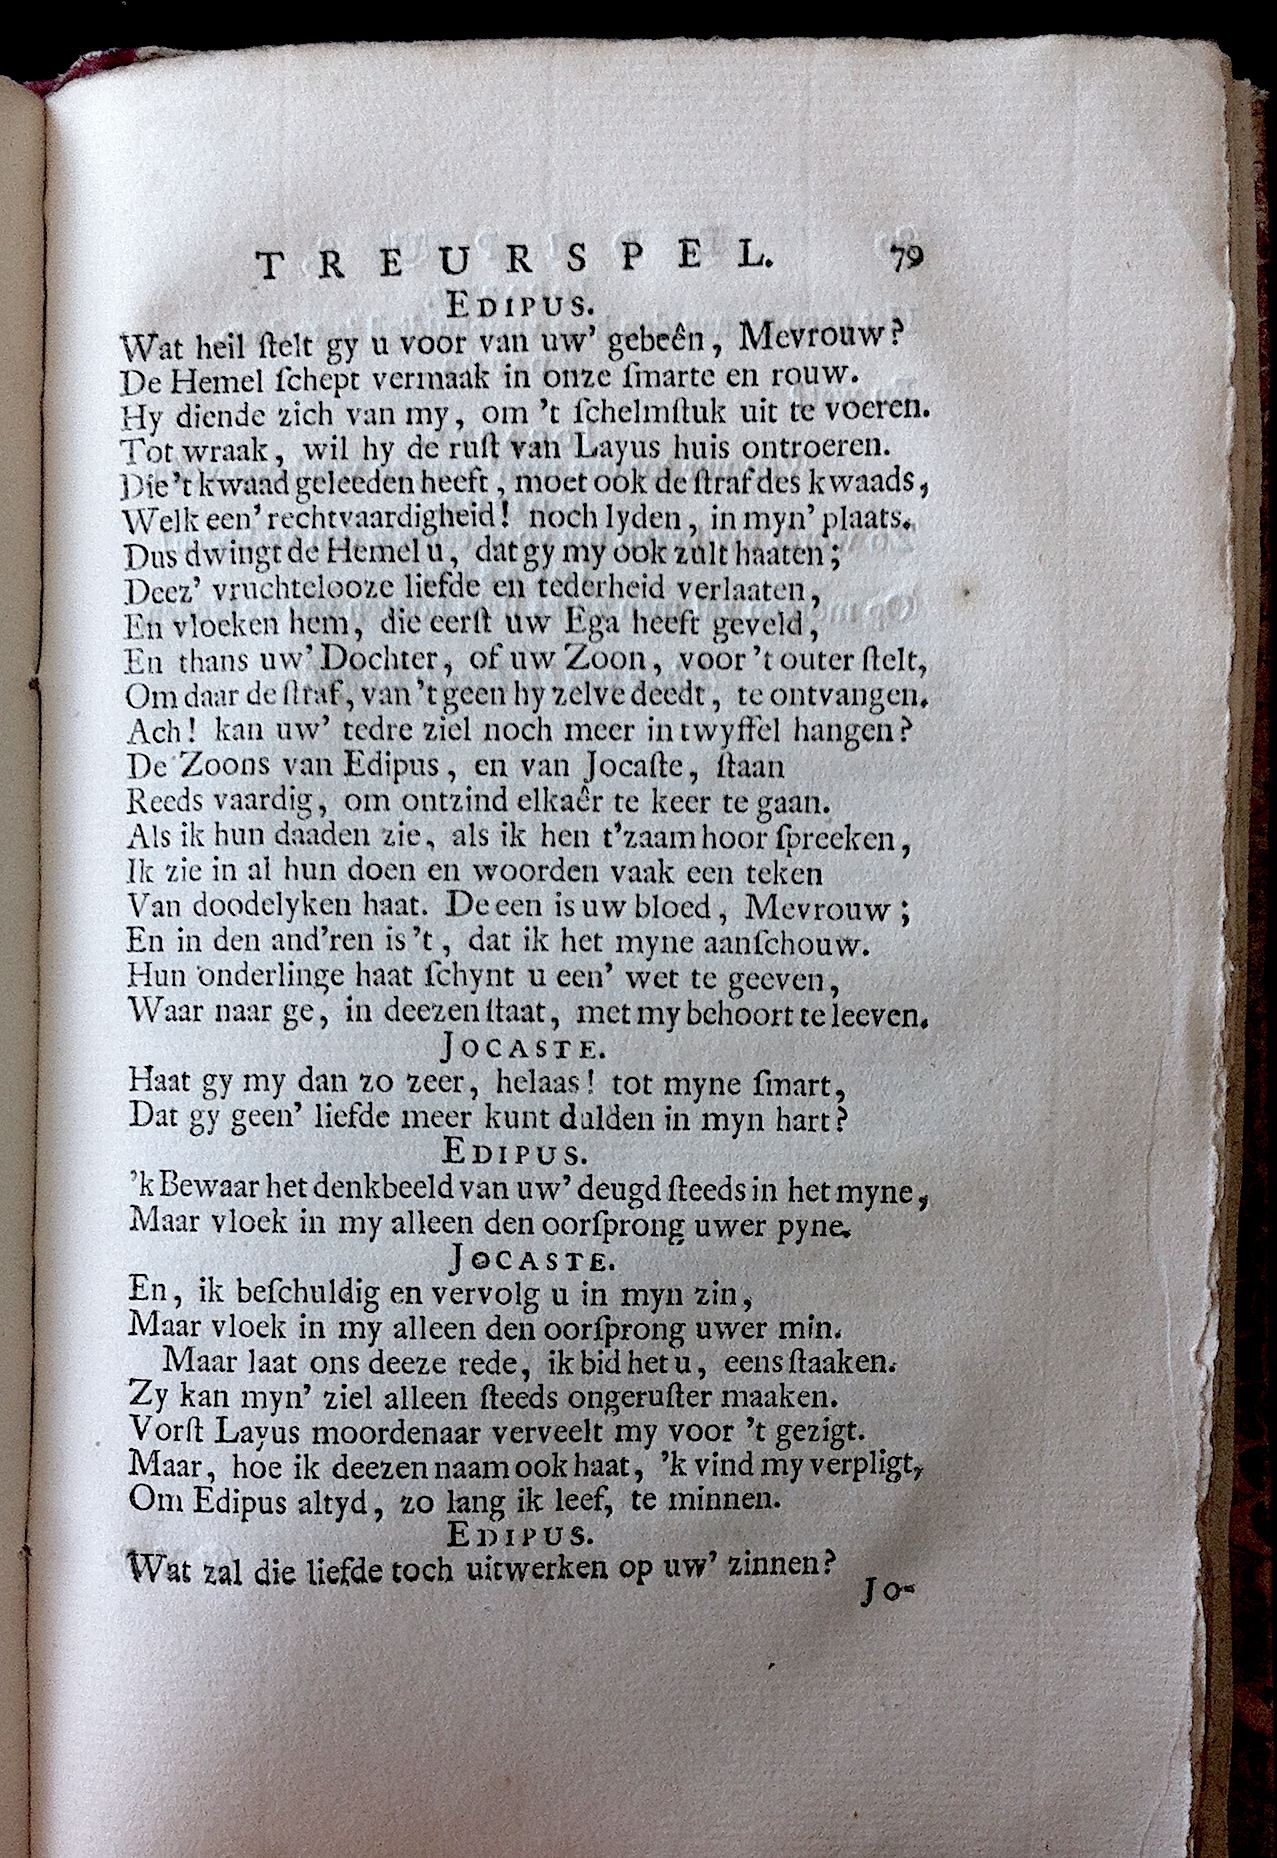 TREURSPEL. 79
EDIPUS.
Wat heil ſtelt gy u voor van uw’ gebeên, Mevrouw?
De Hemel ſchept vermaak in onze ſmarte en rouw.
Hy diende zich van my, om ’t ſchelmſtuk uit te voeren.
Tot wraak, wil hy de ruſt van Layus huis ontroeren.
Die ’t kwaad geleeden heeft, moet ook de ſtraf des kwaads,
Welk een’ rechtvaardigheid! noch lyden, in myn’ plaats.
Dus dwingt de Hemel u, dat gy my ook zult haaten;
Deez’ vruchtelooze liefde en tederheid verlaaten,
En vloeken hem, die eerſt uw Ega heeft geveld,
En thans uw’ Dochter, of uw Zoon, voor ’t outer ſtelt,
Om daar de ſtraf, van ’t geen hy zelve deedt, te ontvangen.
Ach! kan uw’ tedre ziel noch meer in twyffel hangen?
De Zoons van Edipus, en van Jocaſte, ſtaan
Reeds vaardig, om ontzind elkaêr te keer te gaan.
Als ik hun daaden zie, als ik hen t’zaam hoor ſpreeken,
Ik zie in al hun doen en woorden vaak een teken
Van doodelyken haat. De een is uw bloed, Mevrouw;
En in den and’ren is ’t, dat ik het myne aanſchouw.
Hun onderlinge haat ſchynt u een’ wet te geeven,
Waar naar ge, in deezen ſtaat, met my behoort te leeven.
JOCASTE.
Haat gy my dan zo zeer, helaas! tot myne ſmart,
Dat gy geen’ liefde meer kunt dulden in myn hart?
EDIPUS.
’k Bewaar het denkbeeld van uw’ deugd ſteeds in het myne,
Maar vloek in my alleen den oorſprong uwer pyne.
JOCASTE.
En, ik beſchuldig en vervolg u in myn zin,
Maar vloek in my alleen den oorſprong uwer min.
Maar laat ons deeze rede, ik bid het u, eens ſtaaken.
Zy kan myn’ ziel alleen ſteeds ongeruſter maaken.
Vorſt Layus moordenaar verveelt my voor ’t gezigt.
Maar, hoe ik deezen naam ook haat, ’k vind my verpligt,
Om Edipus altyd, zo lang ik leef, te minnen.
EDIPUS.
Wat zal die liefde toch uitwerken op uw’ zinnen?
Jo-